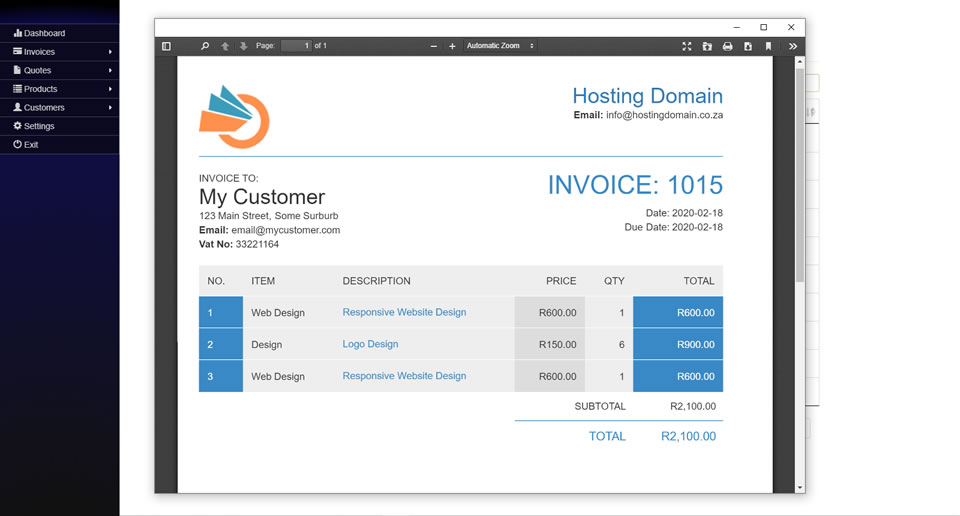 Dashboard
Invoices
Quotes
Products
Customers
Settings
Exit
Page: 1 of 1
Automatic Zoom
Hosting Domain
Email: info@hostingdomain.co.za
INVOICE TO:
My Customer
123 Main Street, Some Surburb
Email: email@mycustomer.com
Vat No: 33221164
INVOICE: 1015
Date: 2020-02-18
Due Date: 2020-02-18
NO. ITEM DESCRIPTION PRICE QTY TOTAL
1 Web Design Responsive Website Design R600.00 1 R600.00
2 Design Logo Design R150.00 6 R900.00
3 Web Design Responsive Website Design R600.00 1 R600.00
SUBTOTAL R2,100.00
TOTAL R2,100.00